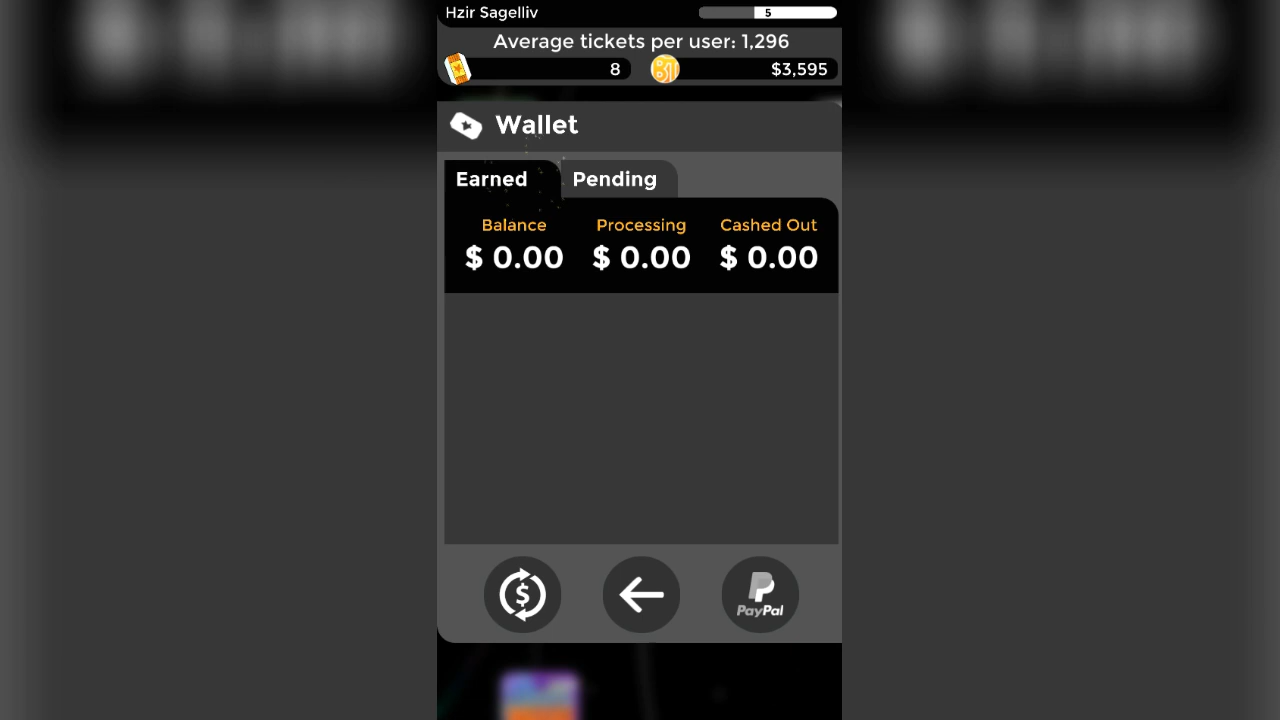 Hzir Sagelliv 5
Average tickets per user: 1,296
8 $3,595
Wallet
Earned Pending
Balance Processing Cashed Out
$ 0.00 $ 0.00 $ 0.00
$ PayPal